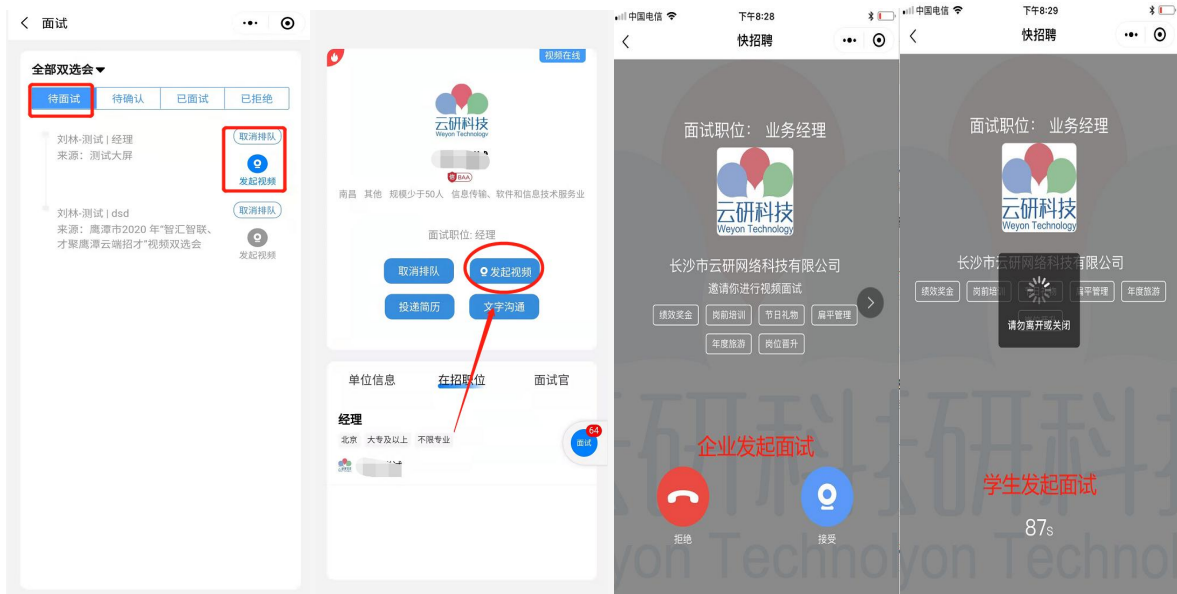 面试
全部双选会
待面试 待确认 已面试 已拒绝
刘林-测试 | 经理
来源：测试大屏
取消排队
发起视频
刘林-测试 | dsd
来源：鹰潭市2020 年“智汇智联、
才聚鹰潭云端招才”视频双选会
取消排队
发起视频
视频在线
云研科技
Weyon Technology
BAA
南昌 其他 规模少于50人 信息传输、软件和信息技术服务业
面试职位: 经理
取消排队 发起视频
投递简历 文字沟通
单位信息 在招职位 面试官
经理
北京 大专及以上 不限专业
64
面试
中国电信 下午8:28
快招聘
面试职位： 业务经理
云研科技
Weyon Technology
长沙市云研网络科技有限公司
邀请你进行视频面试
绩效奖金 岗前培训 节日礼物 扁平管理
年度旅游 岗位晋升
企业发起面试
拒绝 接受
中国电信 下午8:29
快招聘
面试职位： 业务经理
云研科技
Weyon Technology
长沙市云研网络科技有限公司
绩效奖金 岗前培训 扁平管理 年度旅游
请勿离开或关闭
学生发起面试
87s